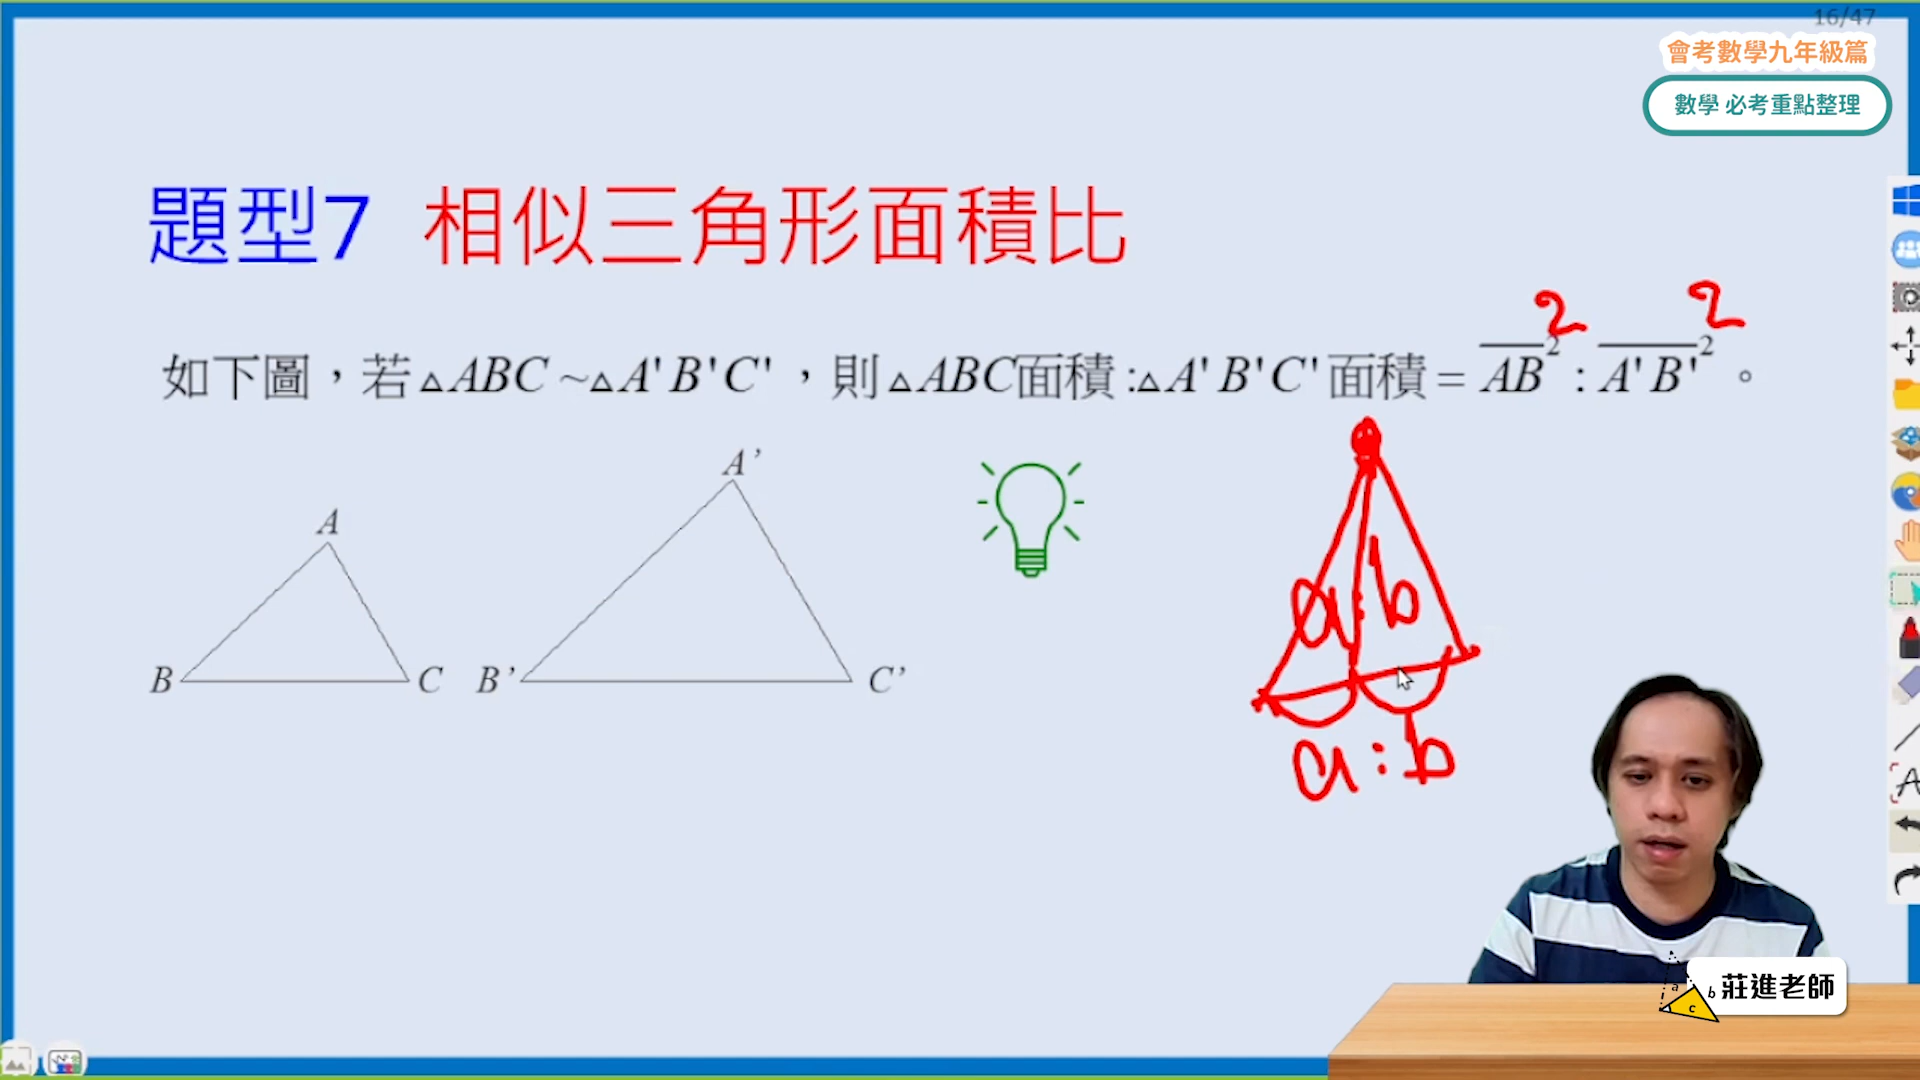 16/47
會考數學九年級篇
數學 必考重點整理
題型7 相似三角形面積比
2 2
如下圖，若△ABC ~△A'B'C'，則△ABC面積:△A'B'C'面積 = AB² : A'B'²。
A'
A
B C B' C'
a b
a : b
a b c
莊進老師